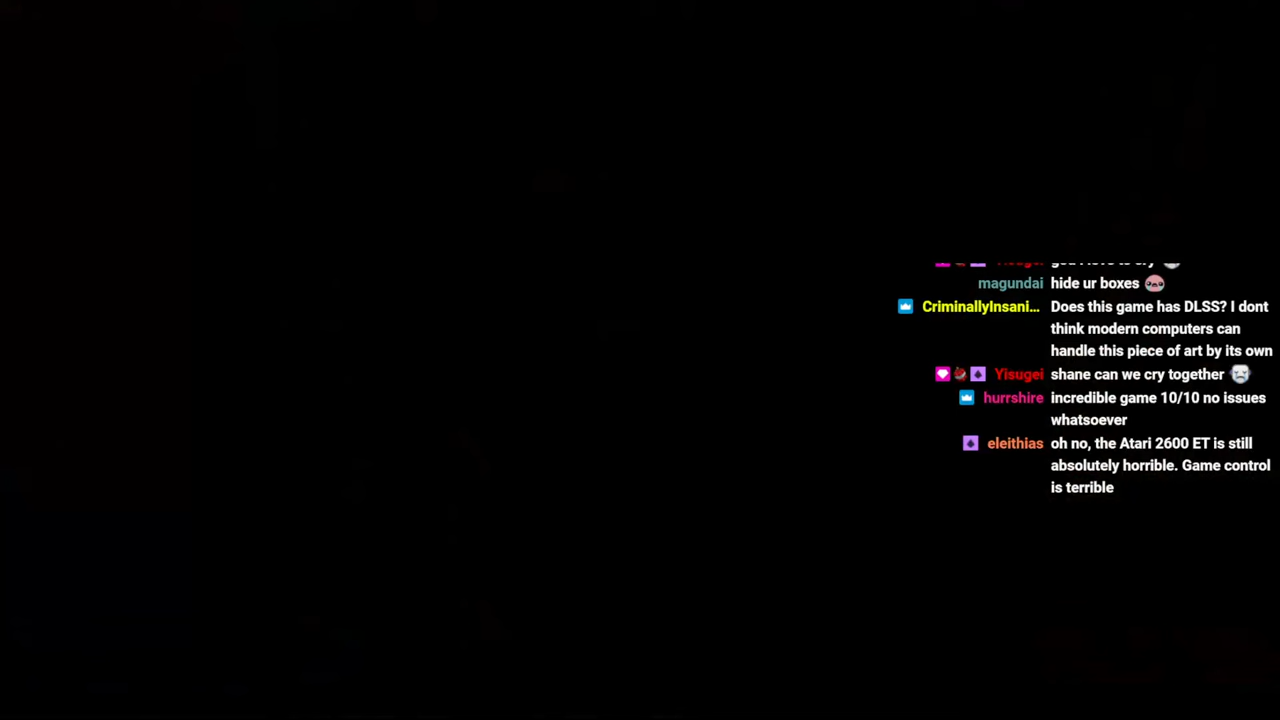 magundai hide ur boxes
CriminallyInsani... Does this game has DLSS? I dont
think modern computers can
handle this piece of art by its own
Yisugei shane can we cry together
hurrshire incredible game 10/10 no issues
whatsoever
eleithias oh no, the Atari 2600 ET is still
absolutely horrible. Game control
is terrible